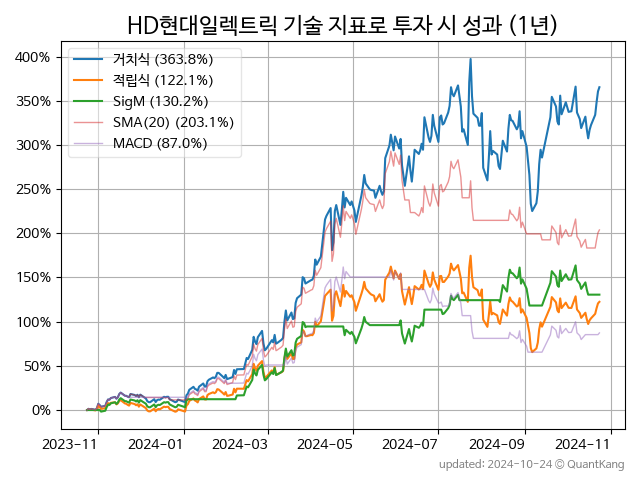 HD현대일렉트릭 기술 지표로 투자 시 성과 (1년)
400%
350%
300%
250%
200%
150%
100%
50%
0%
거치식 (363.8%)
적립식 (122.1%)
SigM (130.2%)
SMA(20) (203.1%)
MACD (87.0%)
2023-11 2024-01 2024-03 2024-05 2024-07 2024-09 2024-11
updated: 2024-10-24 © QuantKang